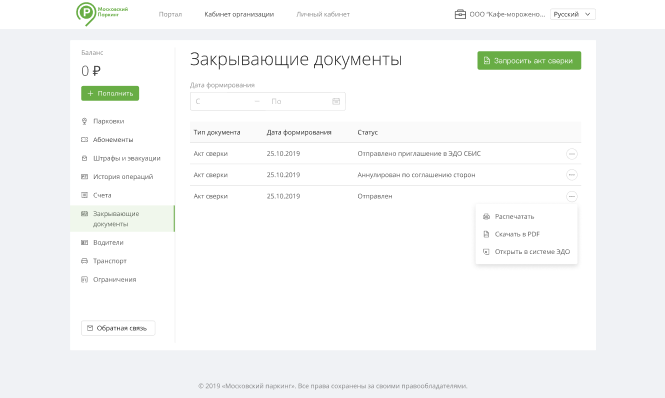 Московский
Паркинг
Портал
Кабинет организации
Личный кабинет
ООО "Кафе-морожено...
Русский
Баланс
0 ₽
Пополнить
Парковки
Абонементы
Штрафы и эвакуации
История операций
Счета
Закрывающие
документы
Водители
Транспорт
Ограничения
Обратная связь
Закрывающие документы
Запросить акт сверки
Дата формирования
С
По
Тип документа
Дата формирования
Статус
Акт сверки
25.10.2019
Отправлено приглашение в ЭДО СБИС
Акт сверки
25.10.2019
Аннулирован по соглашению сторон
Акт сверки
25.10.2019
Отправлен
Распечатать
Скачать в PDF
Открыть в системе ЭДО
© 2019 «Московский паркинг». Все права сохранены за своими правообладателями.